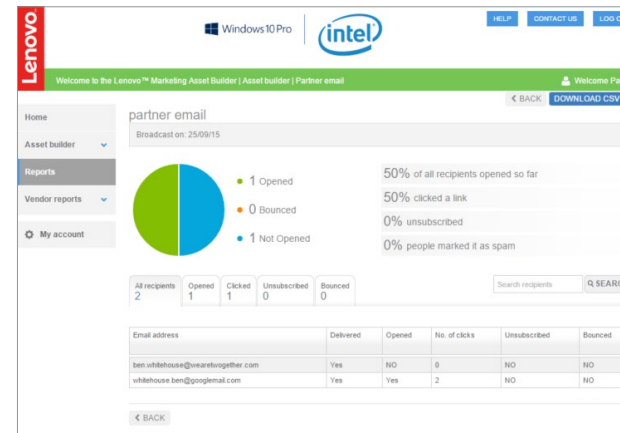 Lenovo.
Windows 10 Pro
intel
HELP
CONTACT US
LOG
Welcome to the Lenovo™ Marketing Asset Builder | Asset builder | Partner email
Welcome Pa
BACK
DOWNLOAD CSV
Home
Asset builder
Reports
Vendor reports
My account
partner email
Broadcast on: 25/09/15
1 Opened
0 Bounced
1 Not Opened
50% of all recipients opened so far
50% clicked a link
0% unsubscribed
0% people marked it as spam
All recipients
2
Opened
1
Clicked
1
Unsubscribed
0
Bounced
0
Search recipients
SEARC
Email address Delivered Opened No. of clicks Unsubscribed Bounced
ben.whitehouse@wearetwogether.com Yes NO 0 NO NO
whitehouse.ben@googlemail.com Yes Yes 2 NO NO
BACK